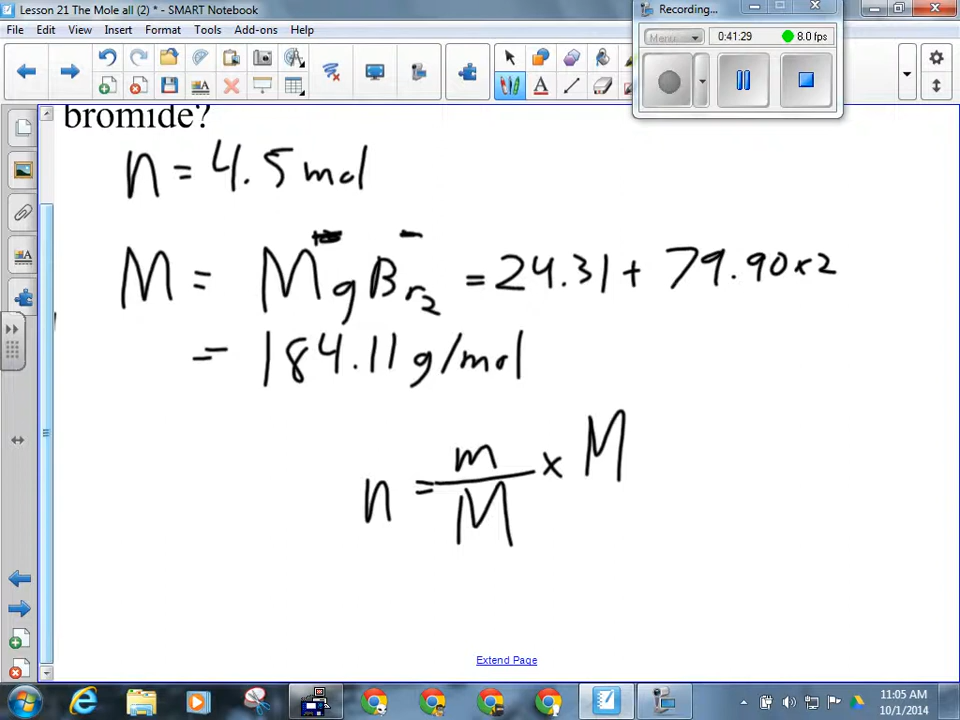 Lesson 21 The Mole all (2) * - SMART Notebook
Recording...
File Edit View Insert Format Tools Add-ons Help
Menu 0:41:29 8.0 fps
bromide?
n = 4.5 mol
M = MgBr2 = 24.31 + 79.90 x 2
= 184.11 g/mol
n = m/M x M
Extend Page
11:05 AM
10/1/2014